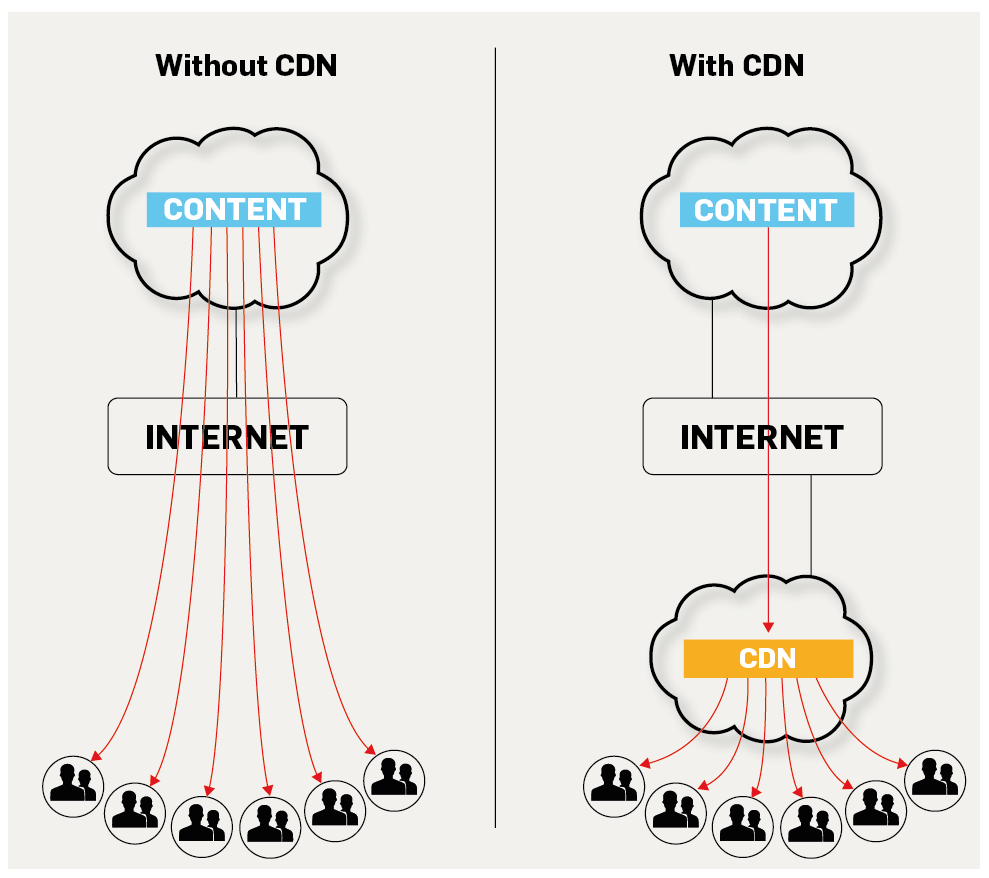 Without CDN
CONTENT
INTERNET
With CDN
CONTENT
INTERNET
CDN